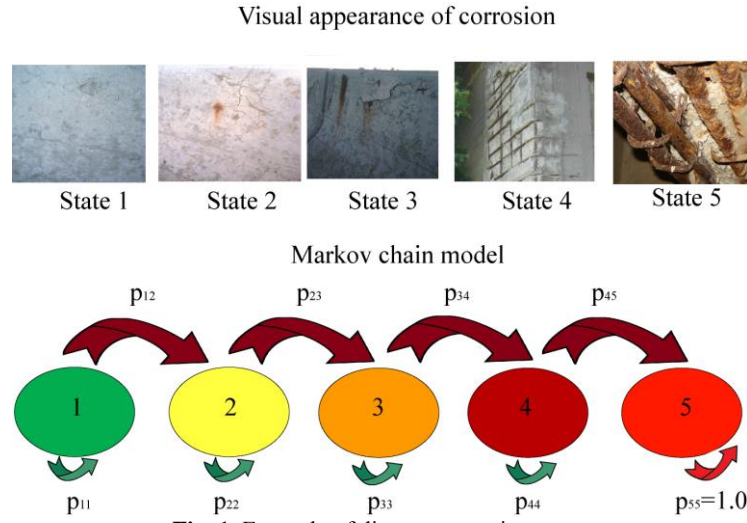 Visual appearance of corrosion
State 1 State 2 State 3 State 4 State 5
Markov chain model
p12 p23 p34 p45
1 2 3 4 5
p11 p22 p33 p44 p55=1.0